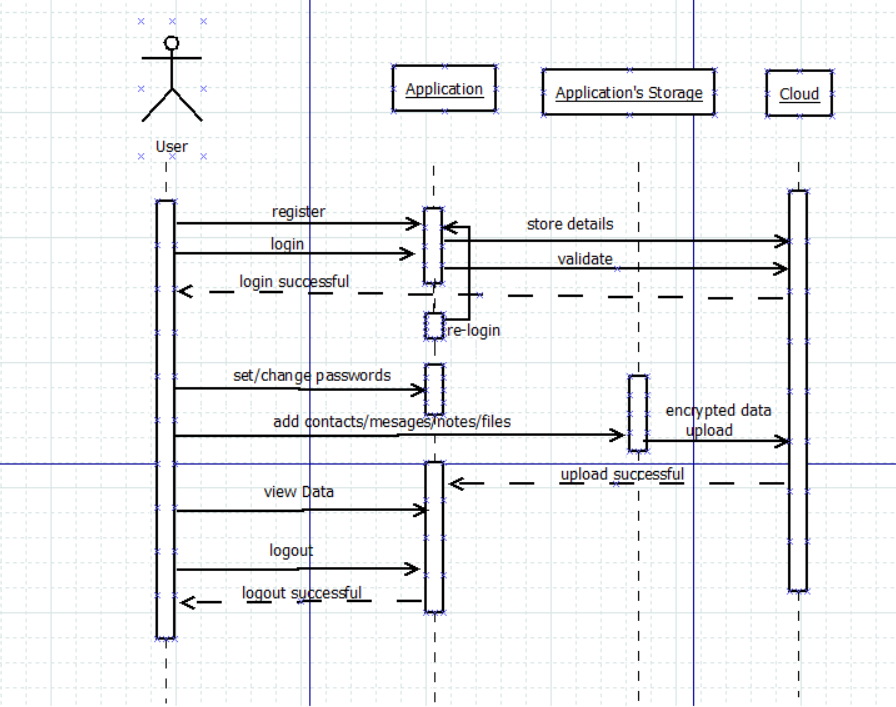 Application
Application's Storage
Cloud
User
register
store details
login
validate
login successful
re-login
set/change passwords
encrypted data
upload
add contacts/mesages/notes/files
upload successful
view Data
logout
logout successful